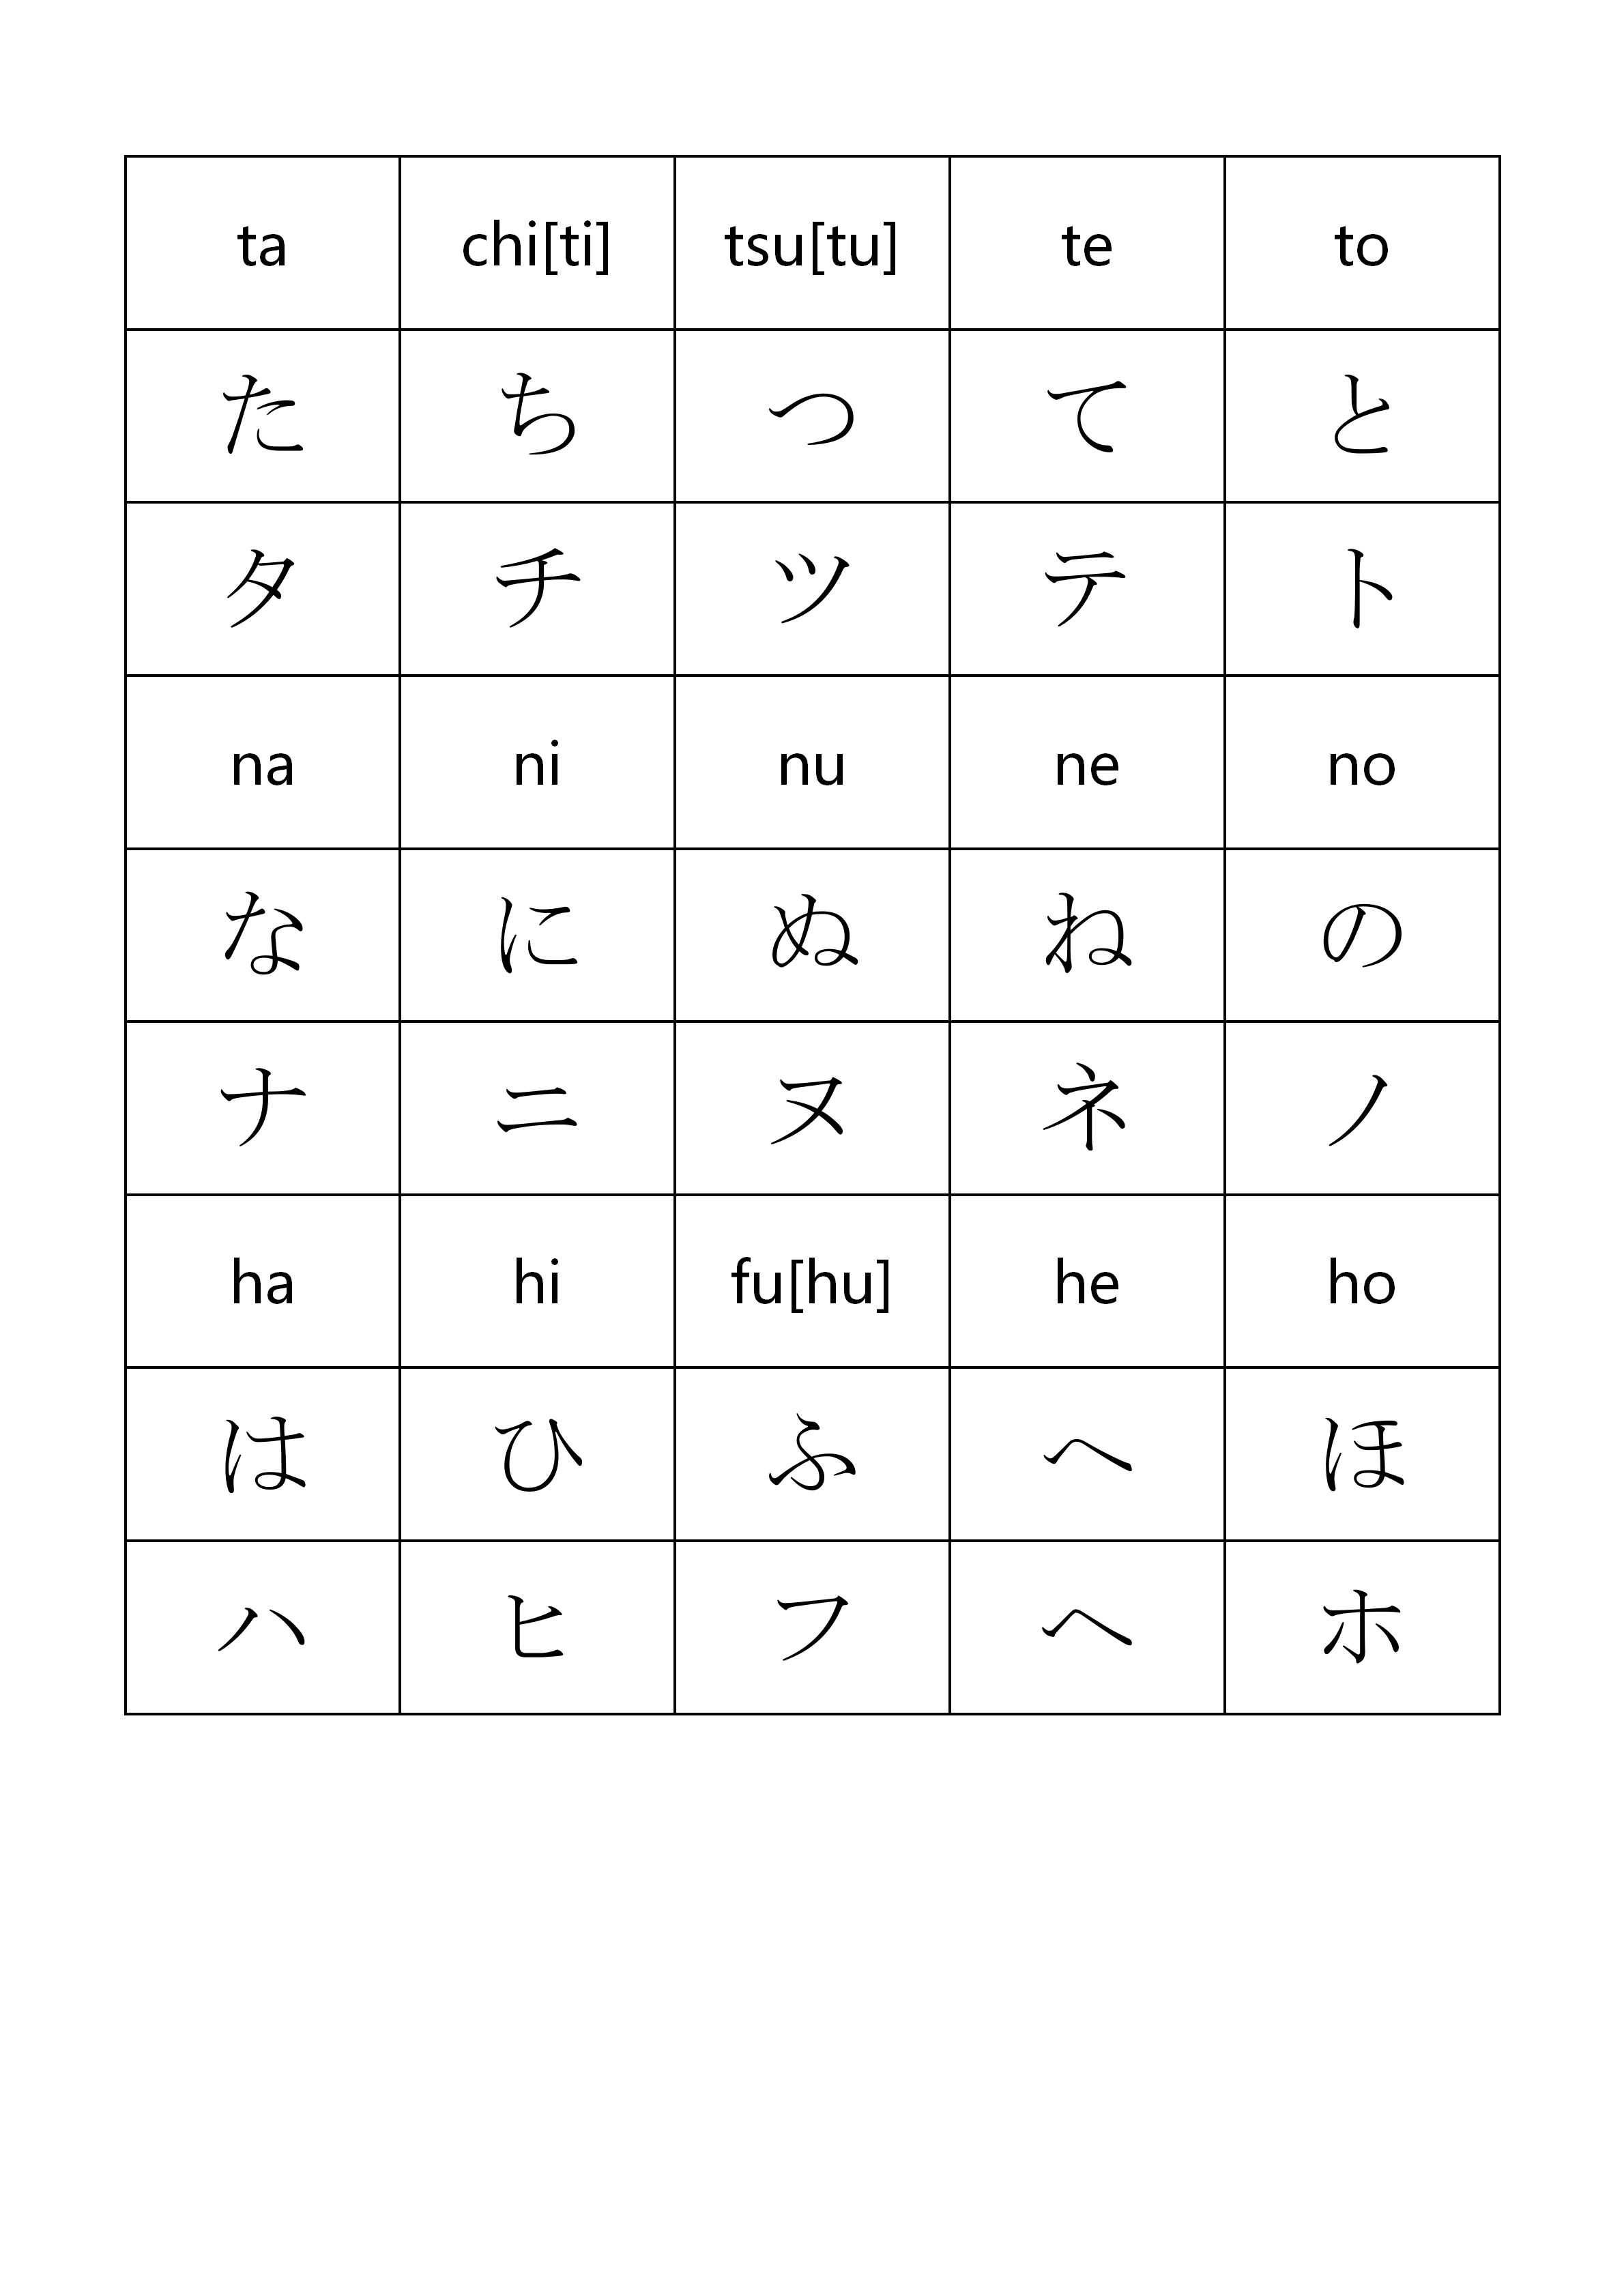 ta chi[ti] tsu[tu] te to
た ち つ て と
タ チ ツ テ ト
na ni nu ne no
な に ぬ ね の
ナ ニ ヌ ネ ノ
ha hi fu[hu] he ho
は ひ ふ へ ほ
ハ ヒ フ ヘ ホ